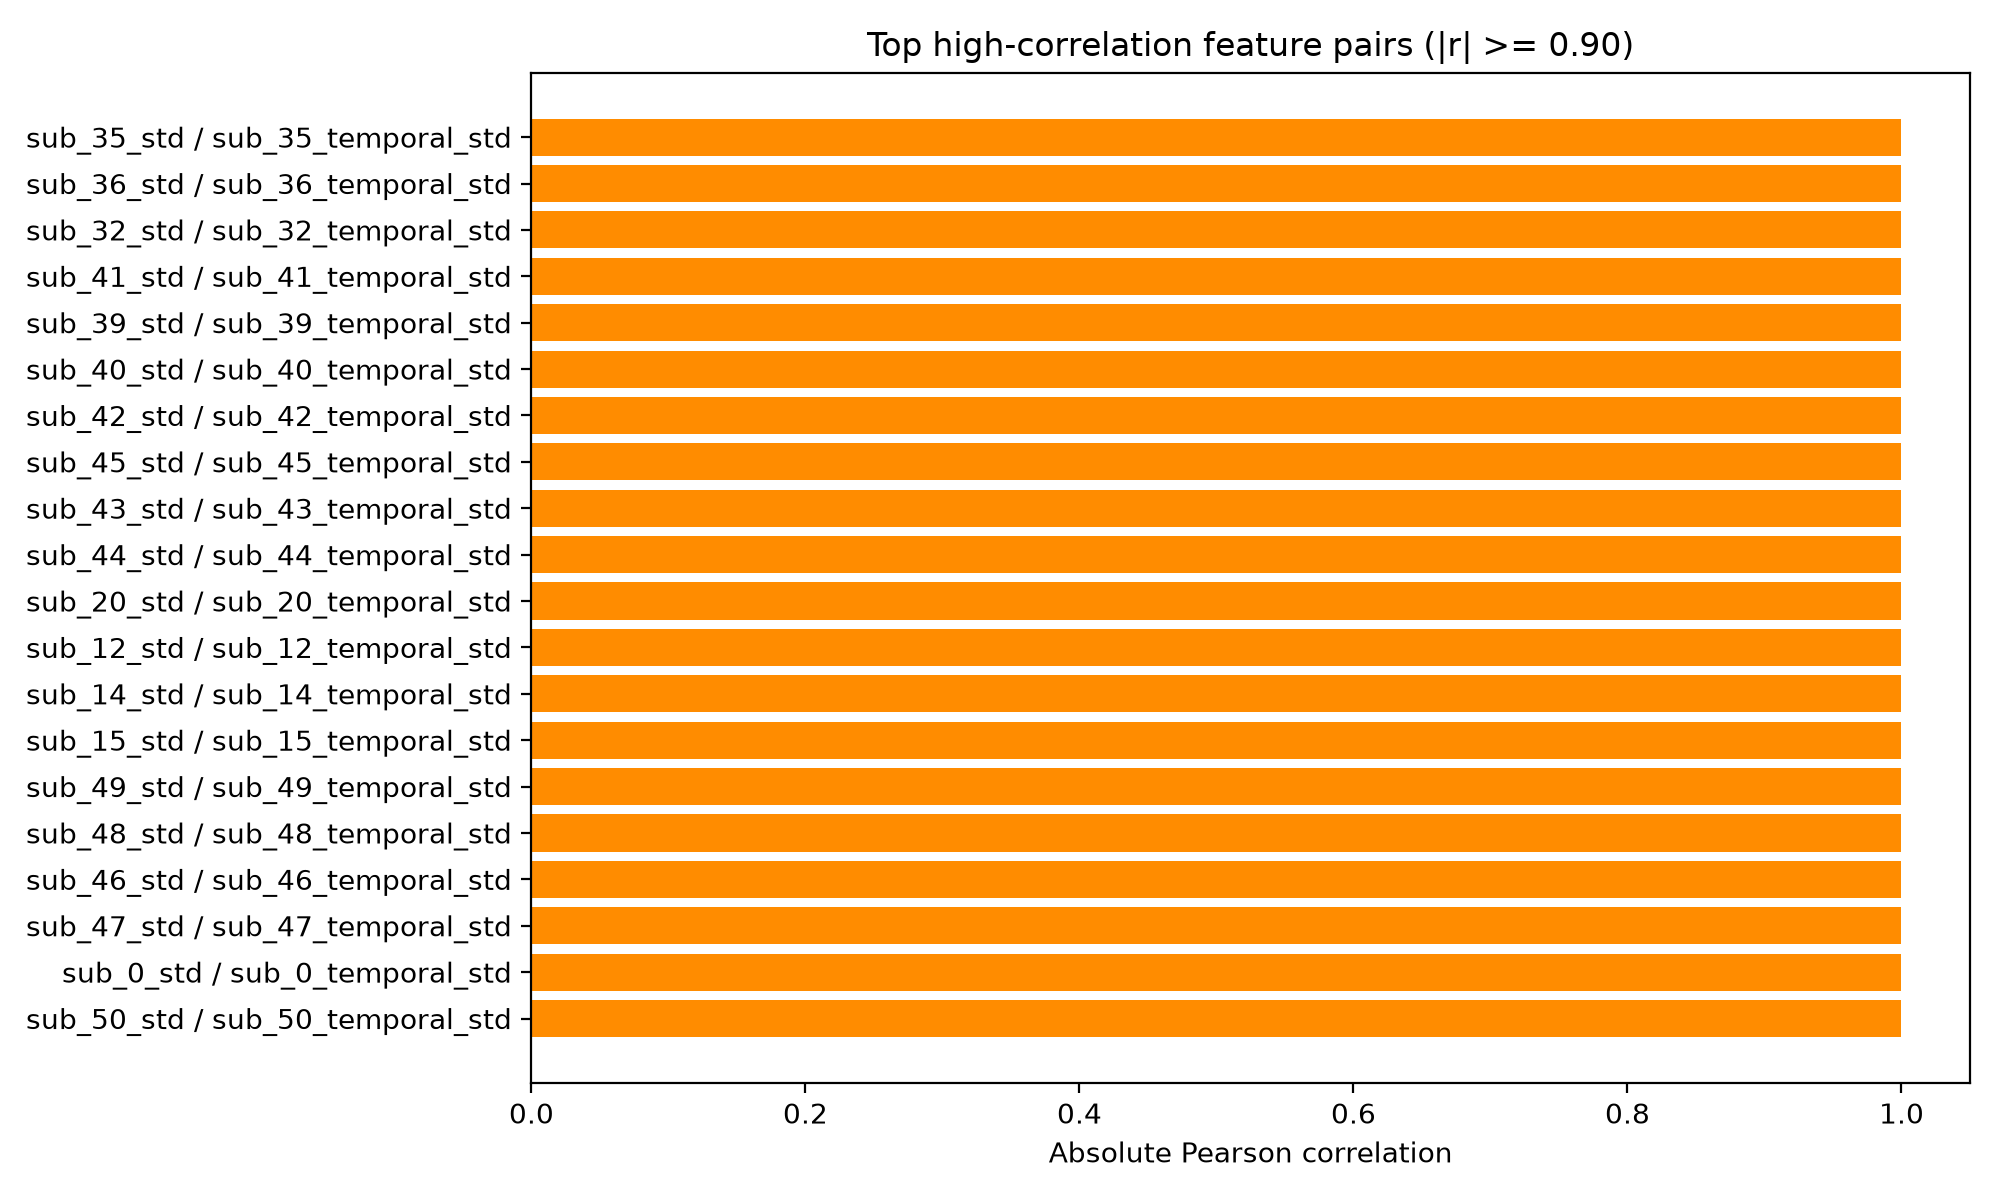 Top high-correlation feature pairs (|r| >= 0.90)
sub_35_std / sub_35_temporal_std
sub_36_std / sub_36_temporal_std
sub_32_std / sub_32_temporal_std
sub_41_std / sub_41_temporal_std
sub_39_std / sub_39_temporal_std
sub_40_std / sub_40_temporal_std
sub_42_std / sub_42_temporal_std
sub_45_std / sub_45_temporal_std
sub_43_std / sub_43_temporal_std
sub_44_std / sub_44_temporal_std
sub_20_std / sub_20_temporal_std
sub_12_std / sub_12_temporal_std
sub_14_std / sub_14_temporal_std
sub_15_std / sub_15_temporal_std
sub_49_std / sub_49_temporal_std
sub_48_std / sub_48_temporal_std
sub_46_std / sub_46_temporal_std
sub_47_std / sub_47_temporal_std
sub_0_std / sub_0_temporal_std
sub_50_std / sub_50_temporal_std
0.0 0.2 0.4 0.6 0.8 1.0
Absolute Pearson correlation